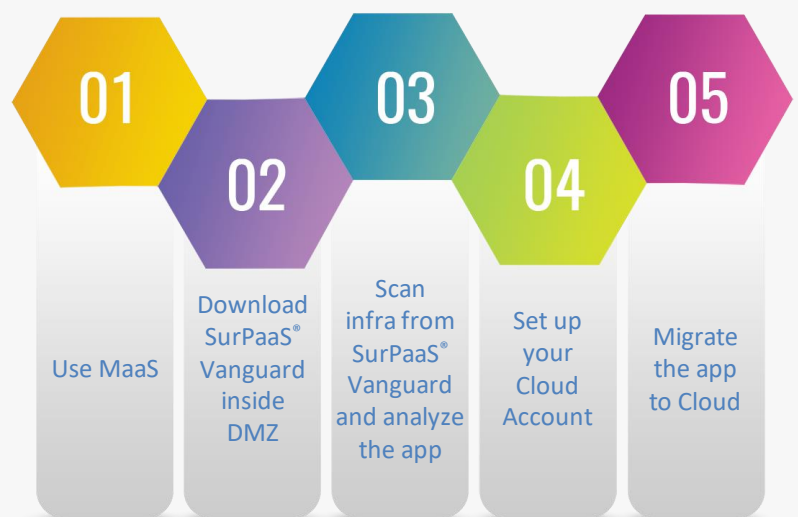 01
Use MaaS
02
Download
SurPaaS®
Vanguard
inside
DMZ
03
Scan
infra from
SurPaaS®
Vanguard
and analyze
the app
04
Set up
your
Cloud
Account
05
Migrate
the app
to Cloud